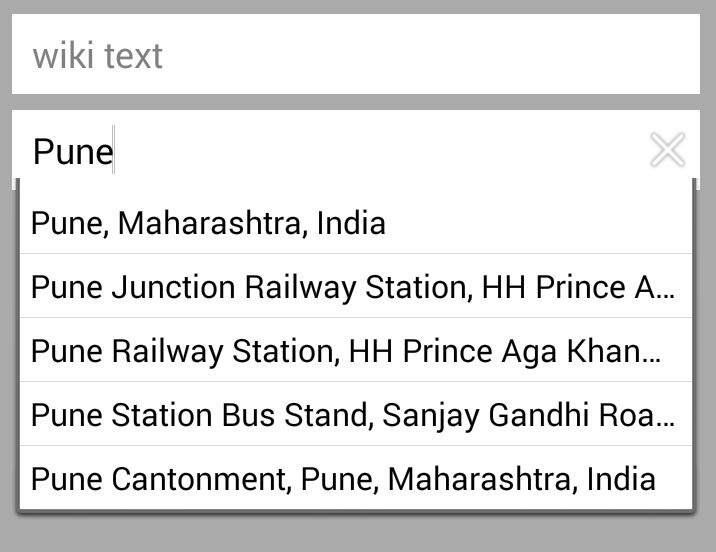 wiki text
Pune
Pune, Maharashtra, India
Pune Junction Railway Station, HH Prince A...
Pune Railway Station, HH Prince Aga Khan...
Pune Station Bus Stand, Sanjay Gandhi Roa...
Pune Cantonment, Pune, Maharashtra, India